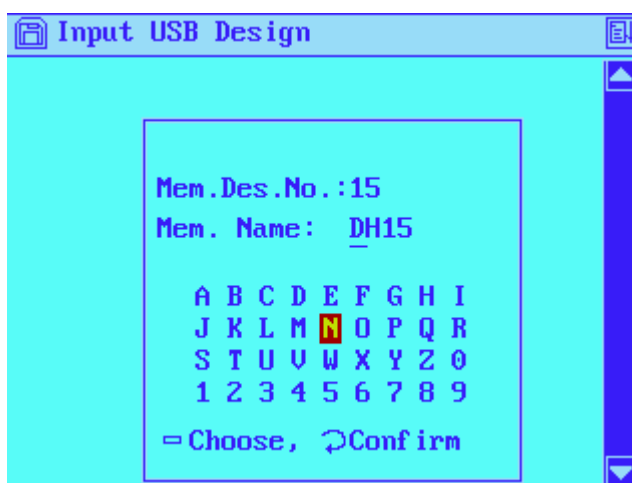 Input USB Design
Mem.Des.No.:15
Mem. Name: DH15
A B C D E F G H I
J K L M N O P Q R
S T U V W X Y Z 0
1 2 3 4 5 6 7 8 9
Choose, Confirm